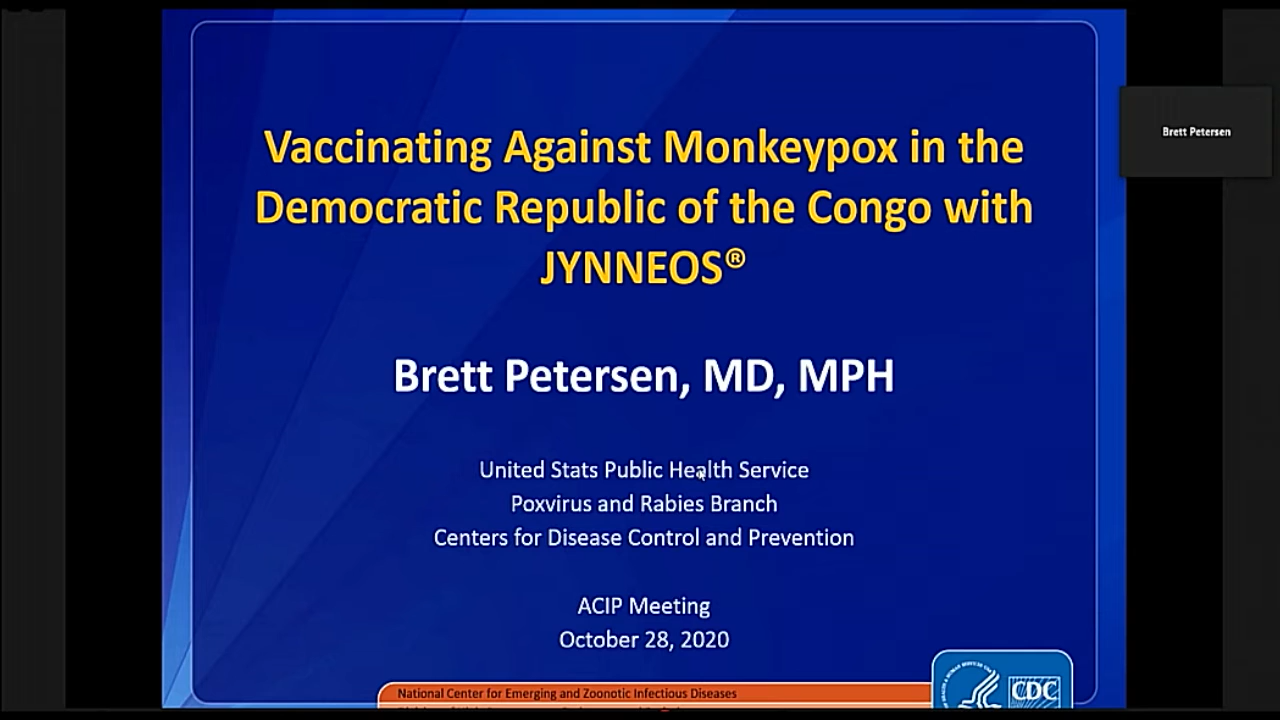 Vaccinating Against Monkeypox in the
Democratic Republic of the Congo with
JYNNEOS®
Brett Petersen
Brett Petersen, MD, MPH
United Stats Public Health Service
Poxvirus and Rabies Branch
Centers for Disease Control and Prevention
ACIP Meeting
October 28, 2020
National Center for Emerging and Zoonotic Infectious Diseases
CDC